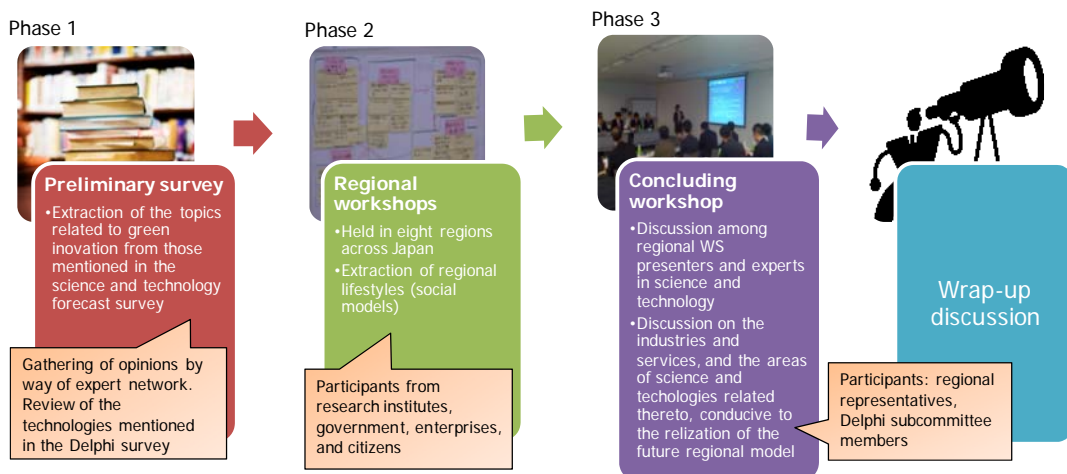 Phase 1
Preliminary survey
•Extraction of the topics
related to green
inovation from those
mentioned in the
science and technology
forecast survey
Gathering of opinions by
way of expert network.
Review of the
technologies mentioned
in the Delphi survey
Phase 2
Regional
workshops
•Held in eight regions
across Japan
•Extraction of regional
lifestyles (social
models)
Participants from
research institutes,
government, enterprises,
and citizens
Phase 3
Concluding
workshop
•Discussion among
regional WS
presenters and experts
in science and
technology
•Discussion on the
industries and
services, and the areas
of science and
techologies related
thereto, conducive to
the relization of the
future regional model
Participants: regional
representatives,
Delphi subcommittee
members
Wrap-up
discussion